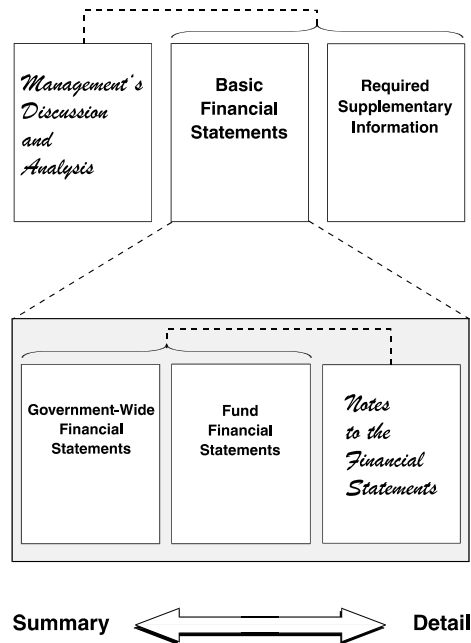 Management's
Discussion
and
Analysis
Basic
Financial
Statements
Required
Supplementary
Information
Government-Wide
Financial
Statements
Fund
Financial
Statements
Notes
to the
Financial
Statements
Summary
Detail